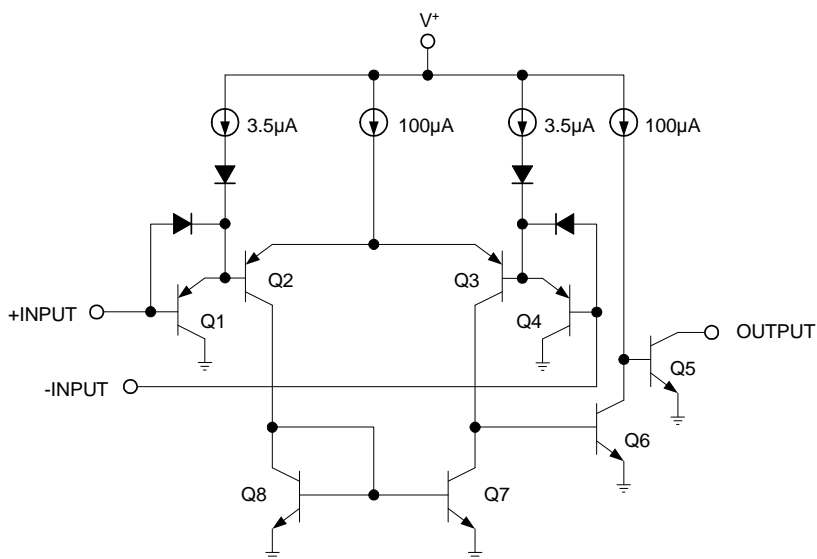 V+
3.5µA
100µA
3.5µA
100µA
Q2
Q3
+INPUT
Q1
Q4
OUTPUT
Q5
-INPUT
Q6
Q8
Q7